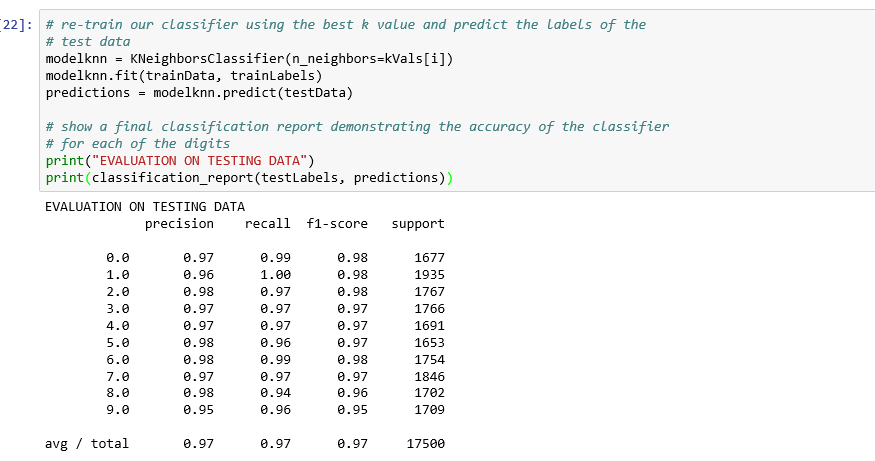 22]: # re-train our classifier using the best k value and predict the labels of the
# test data
modelknn = KNeighborsClassifier(n_neighbors=kVals[i])
modelknn.fit(trainData, trainLabels)
predictions = modelknn.predict(testData)
# show a final classification report demonstrating the accuracy of the classifier
# for each of the digits
print("EVALUATION ON TESTING DATA")
print(classification_report(testLabels, predictions))
EVALUATION ON TESTING DATA
precision recall f1-score support
0.0 0.97 0.99 0.98 1677
1.0 0.96 1.00 0.98 1935
2.0 0.98 0.97 0.98 1767
3.0 0.97 0.97 0.97 1766
4.0 0.97 0.97 0.97 1691
5.0 0.98 0.96 0.97 1653
6.0 0.98 0.99 0.98 1754
7.0 0.97 0.97 0.97 1846
8.0 0.98 0.94 0.96 1702
9.0 0.95 0.96 0.95 1709
avg / total 0.97 0.97 0.97 17500